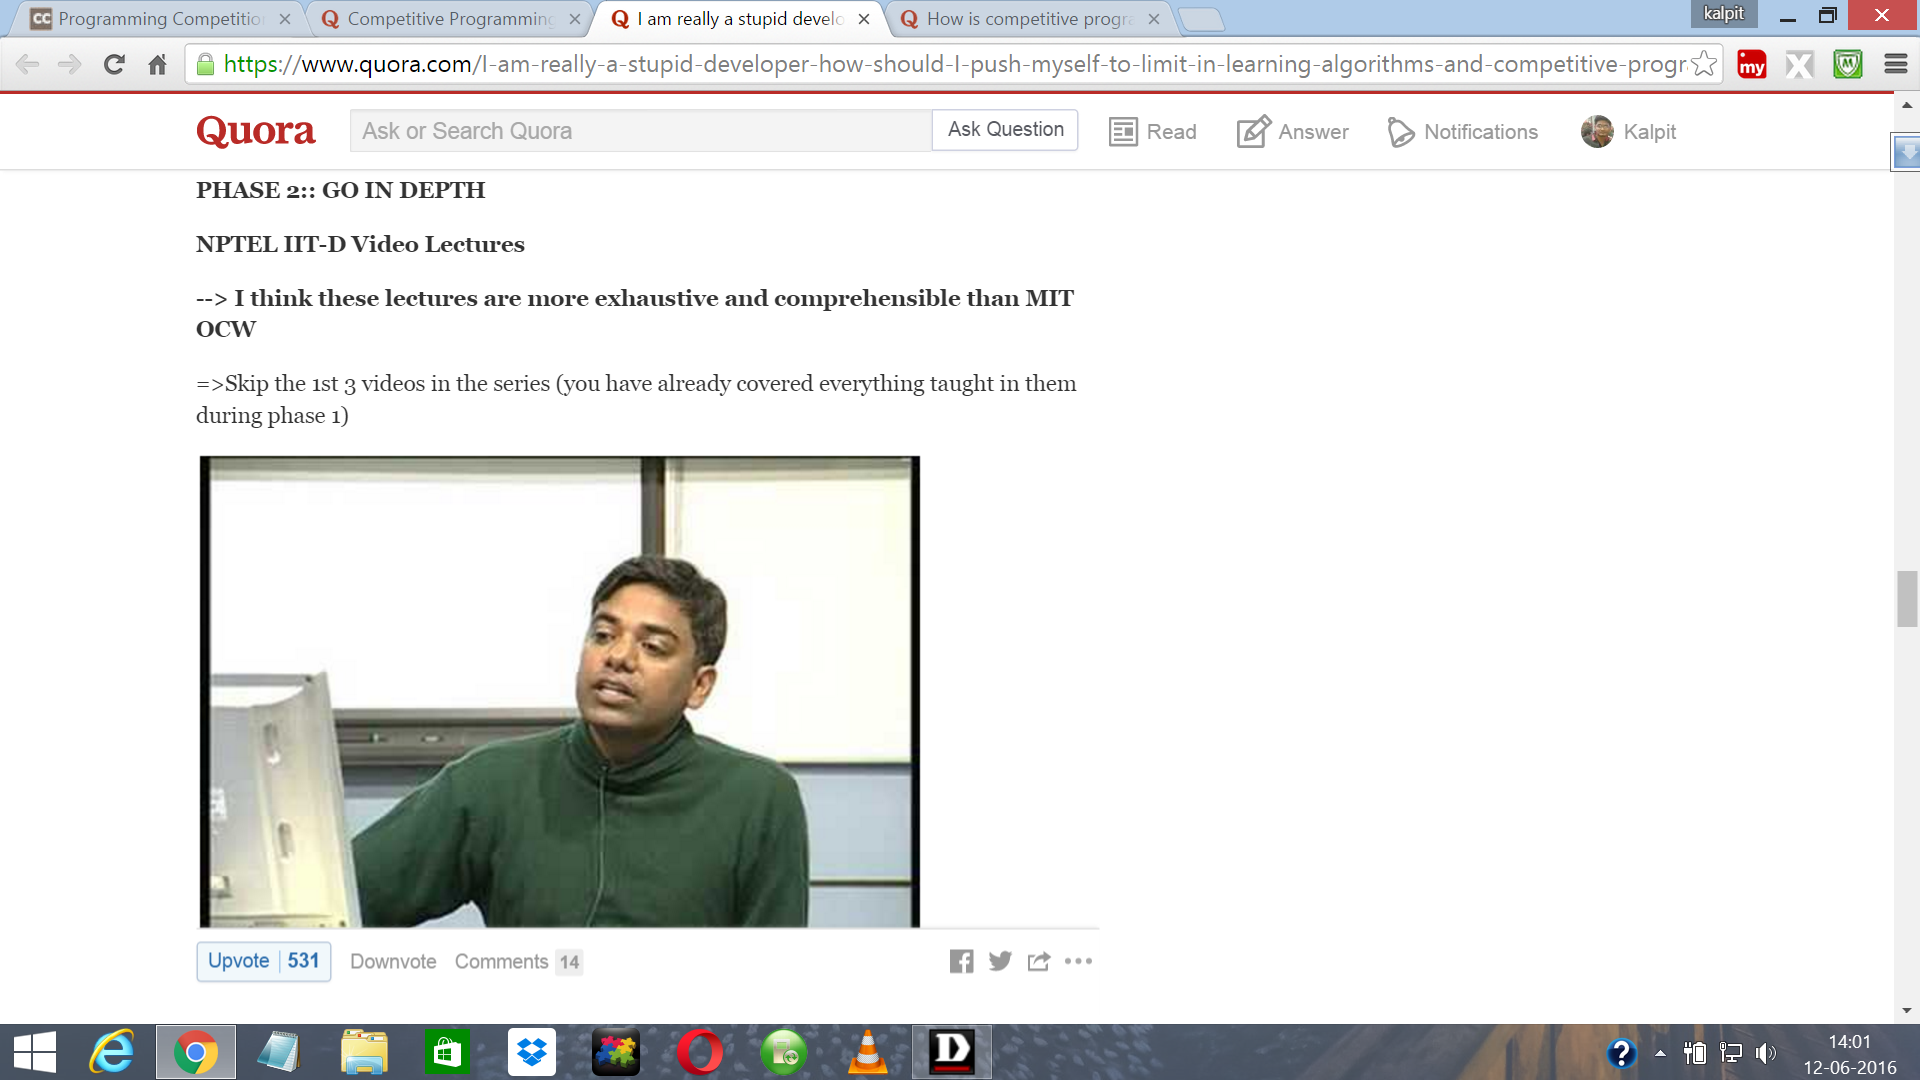 Programming Competitio
Competitive Programming
I am really a stupid develo
How is competitive progra
kalpit
https://www.quora.com/I-am-really-a-stupid-developer-how-should-I-push-myself-to-limit-in-learning-algorithms-and-competitive-progr
my
Quora
Ask or Search Quora
Ask Question
Read
Answer
Notifications
Kalpit
PHASE 2:: GO IN DEPTH
NPTEL IIT-D Video Lectures
--> I think these lectures are more exhaustive and comprehensible than MIT
OCW
=>Skip the 1st 3 videos in the series (you have already covered everything taught in them
during phase 1)
Upvote 531
Downvote
Comments 14
14:01
12-06-2016